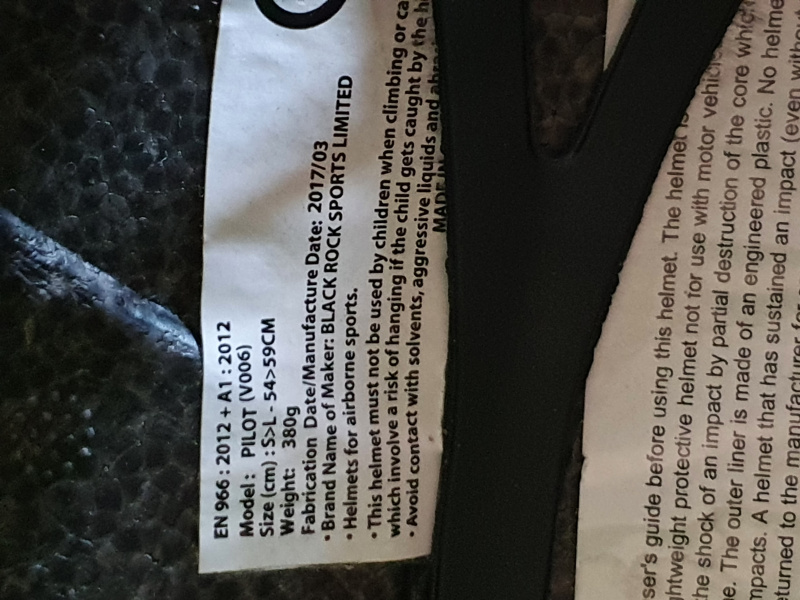 EN 966 : 2012 + A1 : 2012
Model : PILOT (V006)
Size (cm) : S>L - 54>59CM
Weight: 380g
Fabrication Date/Manufacture Date: 2017/03
• Brand Name of Maker: BLACK ROCK SPORTS LIMITED
• Helmets for airborne sports.
• This helmet must not be used by children when climbing or
which involve a risk of hanging if the child gets caught by the
• Avoid contact with solvents, aggressive liquids and
MADE IN
guide before using this helmet. The helmet
protective helmet not for use with motor
the shock of an impact by partial destruction of the core which
The outer liner is made of an engineered plastic. No
A helmet that has sustained an impact (even without
to the manufacturer